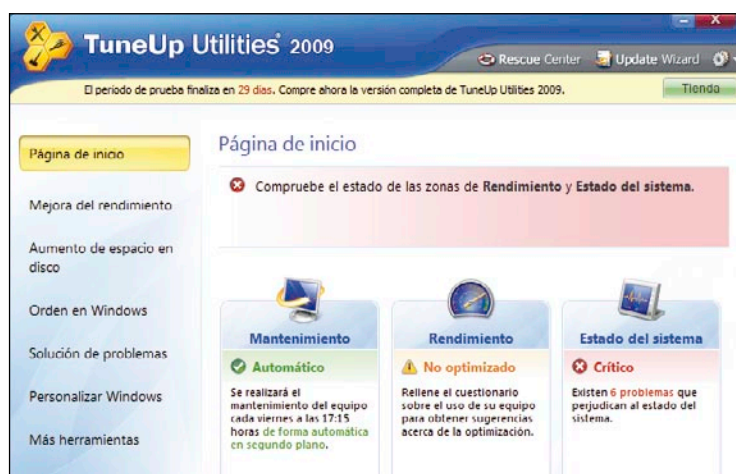 TuneUp Utilities 2009
Rescue Center Update Wizard
El periodo de prueba finaliza en 29 días. Compre ahora la versión completa de TuneUp Utilities 2009.
Tienda
Página de inicio
Mejora del rendimiento
Aumento de espacio en
disco
Orden en Windows
Solución de problemas
Personalizar Windows
Más herramientas
Página de inicio
Compruebe el estado de las zonas de Rendimiento y Estado del sistema.
Mantenimiento
Automático
Se realizará el
mantenimiento del equipo
cada viernes a las 17:15
horas de forma automática
en segundo plano.
Rendimiento
No optimizado
Rellene el cuestionario
sobre el uso de su equipo
para obtener sugerencias
acerca de la optimización.
Estado del sistema
Crítico
Existen 6 problemas que
perjudican al estado del
sistema.